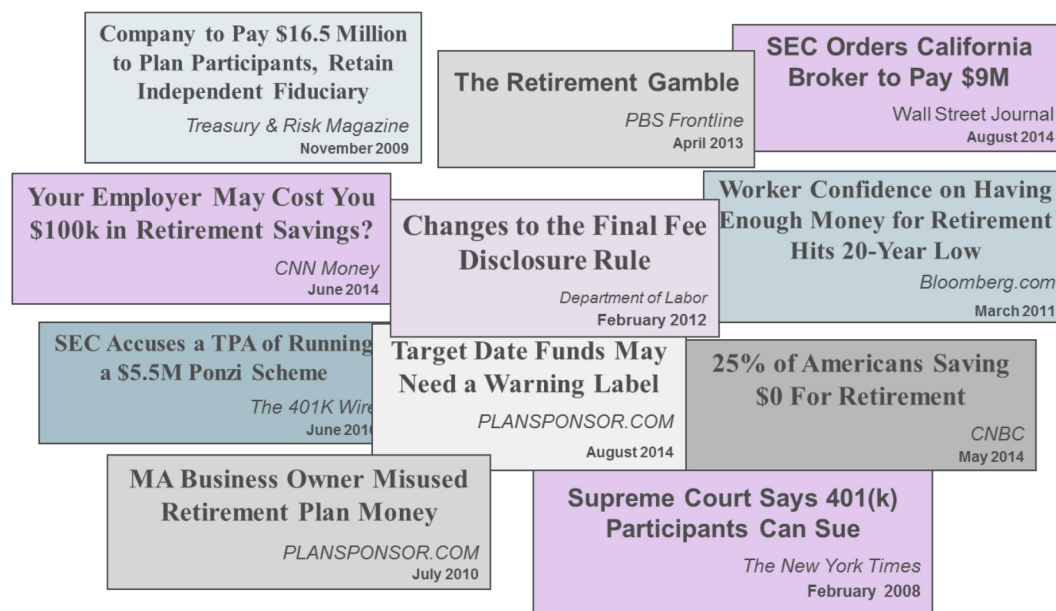 Company to Pay $16.5 Million
to Plan Participants, Retain
Independent Fiduciary
Treasury & Risk Magazine
November 2009
The Retirement Gamble
PBS Frontline
April 2013
SEC Orders California
Broker to Pay $9M
Wall Street Journal
August 2014
Your Employer May Cost You
$100k in Retirement Savings?
CNN Money
June 2014
Changes to the Final Fee
Disclosure Rule
Department of Labor
February 2012
Worker Confidence on Having
Enough Money for Retirement
Hits 20-Year Low
Bloomberg.com
March 2011
SEC Accuses a TPA of Running
a $5.5M Ponzi Scheme
The 401K Wire
June 2010
Target Date Funds May
Need a Warning Label
PLANSPONSOR.COM
August 2014
25% of Americans Saving
$0 For Retirement
CNBC
May 2014
MA Business Owner Misused
Retirement Plan Money
PLANSPONSOR.COM
July 2010
Supreme Court Says 401(k)
Participants Can Sue
The New York Times
February 2008